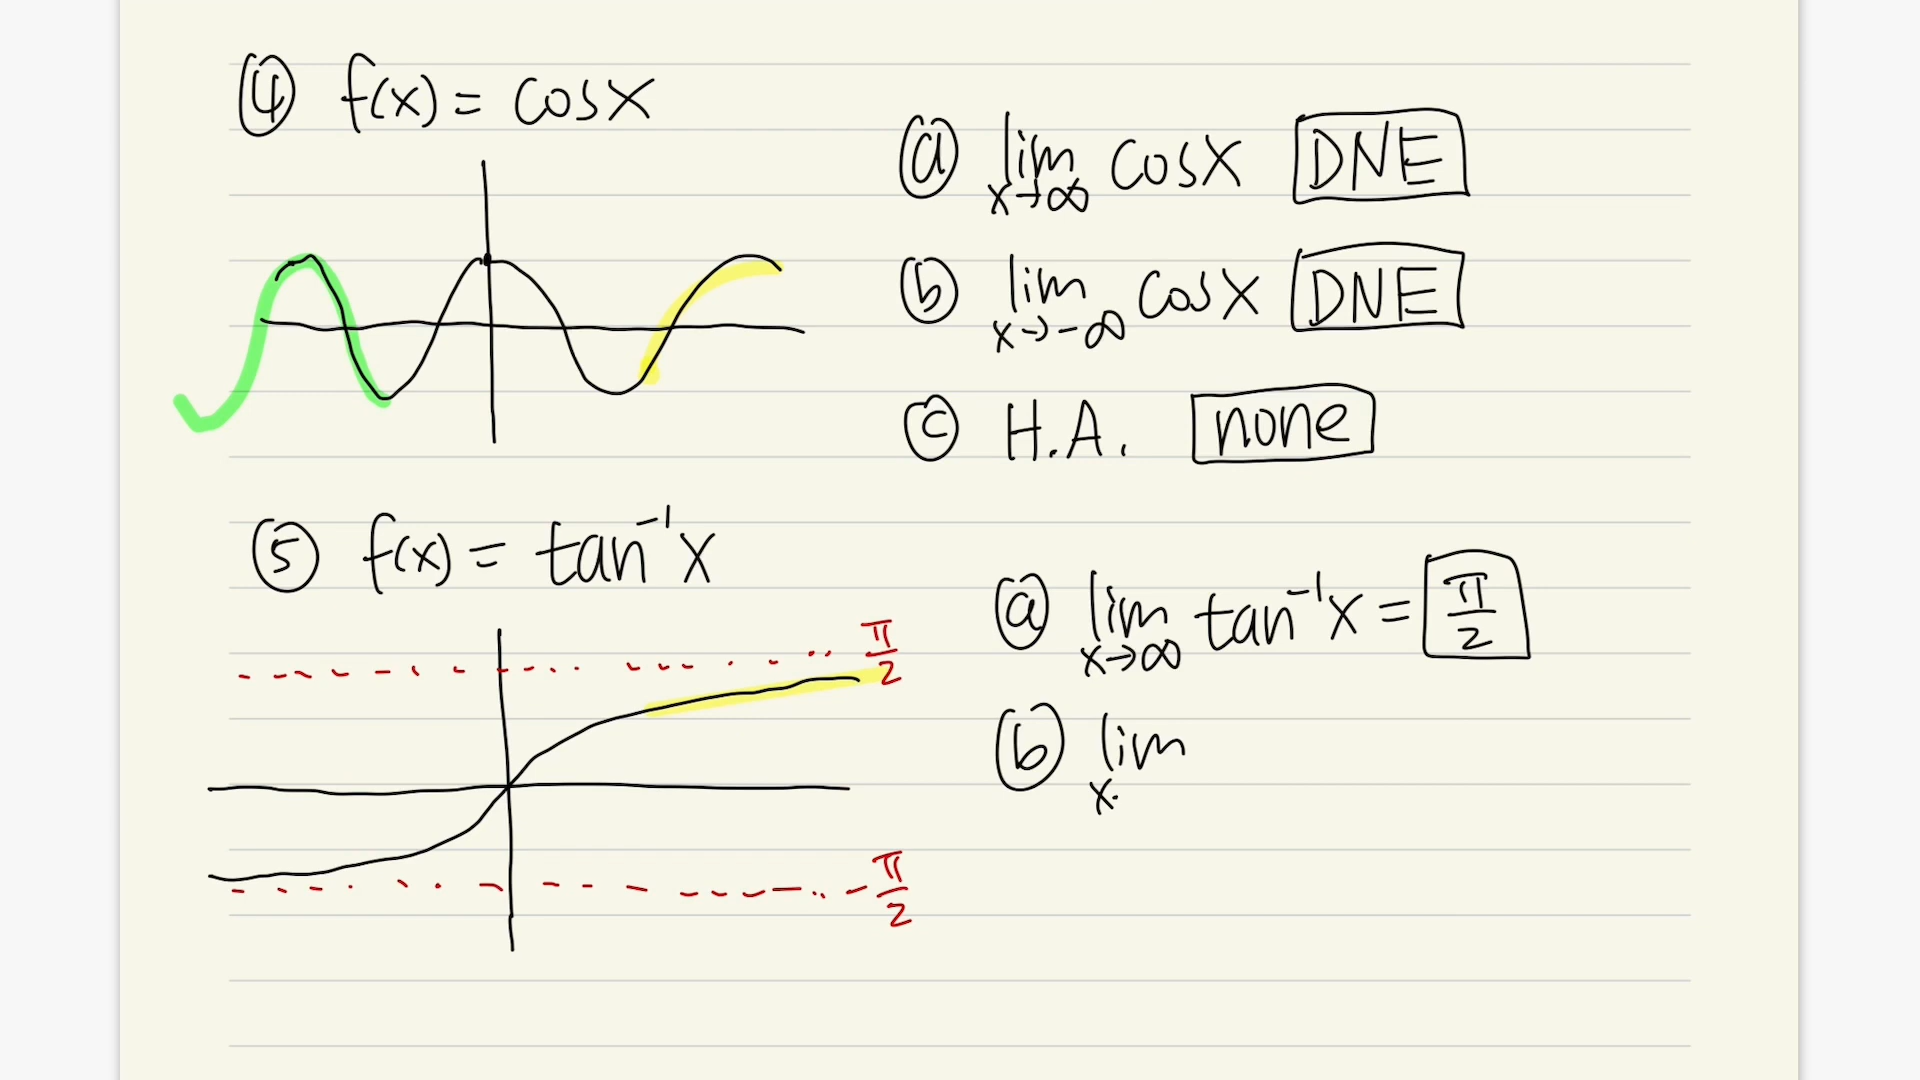 ④ f(x) = cosx
ⓐ lim x→∞ cosx DNE
ⓑ lim x→-∞ cosx DNE
ⓒ H.A. none
⑤ f(x) = tan⁻¹x
π/2
-π/2
ⓐ lim x→∞ tan⁻¹x = π/2
ⓑ lim x